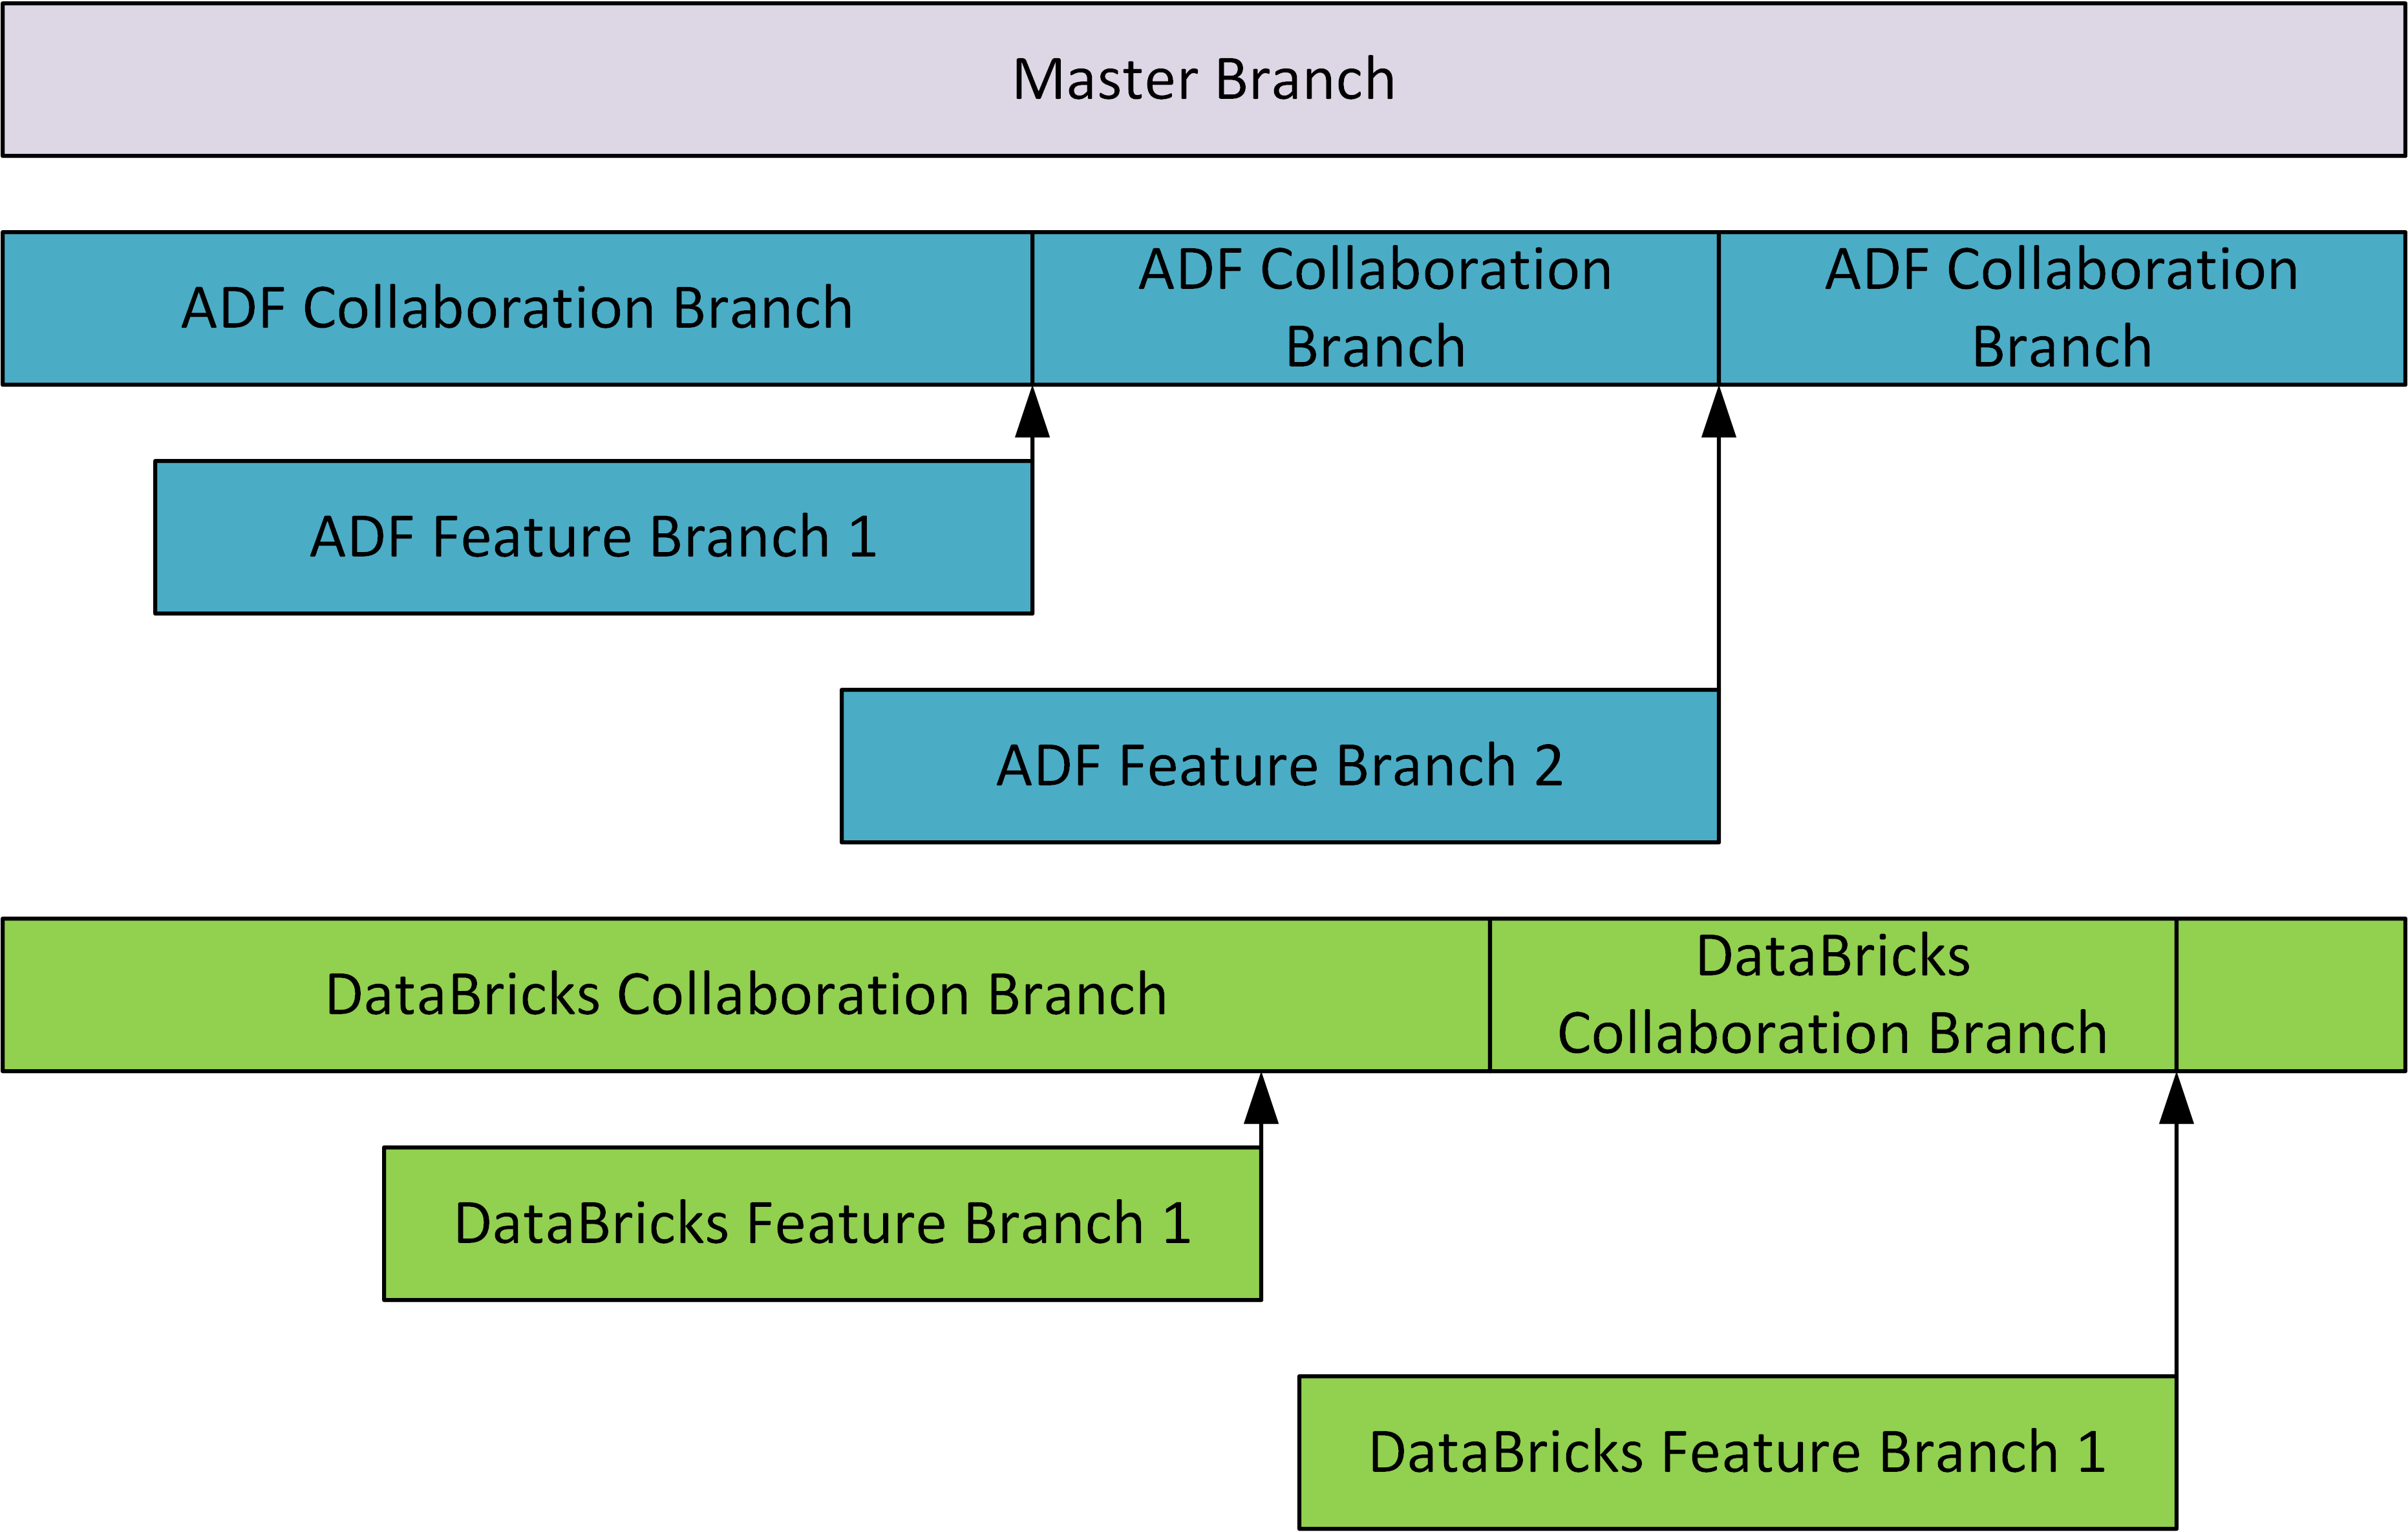 Master Branch
ADF Collaboration Branch
ADF Collaboration
Branch
ADF Collaboration
Branch
ADF Feature Branch 1
ADF Feature Branch 2
DataBricks Collaboration Branch
DataBricks
Collaboration Branch
DataBricks Feature Branch 1
DataBricks Feature Branch 1